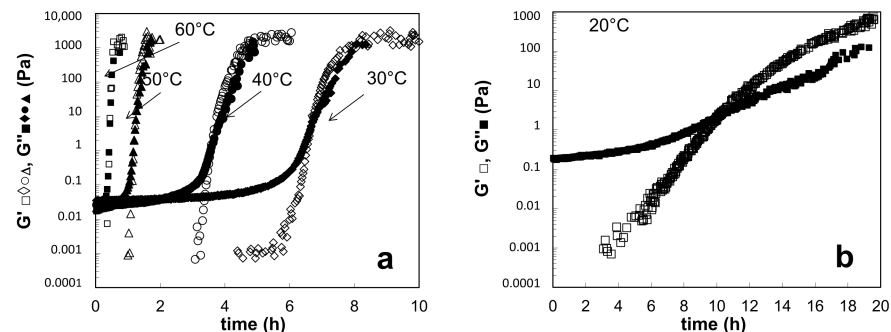 G' □◇○△, G"■◆●▲ (Pa)
10,000
1,000
100
10
1
0.1
0.01
0.001
0.0001
60°C
50°C
40°C
30°C
a
0 2 4 6 8 10
time (h)
G' □, G"■ (Pa)
1000
100
10
1
0.1
0.01
0.001
0.0001
20°C
b
0 2 4 6 8 10 12 14 16 18 20
time (h)